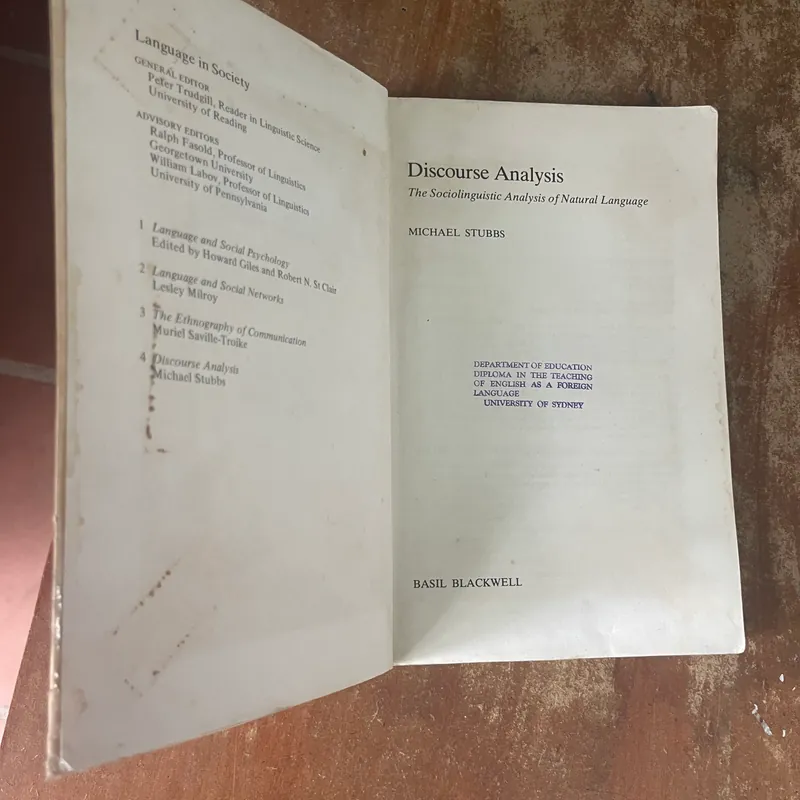 Language in Society
GENERAL EDITOR
Peter Trudgill, Reader in Linguistic Science
University of Reading
ADVISORY EDITORS
Ralph Fasold, Professor of Linguistics
Georgetown University
William Labov, Professor of Linguistics
University of Pennsylvania
1 Language and Social Psychology
Edited by Howard Giles and Robert N. St Clair
2 Language and Social Networks
Lesley Milroy
3 The Ethnography of Communication
Muriel Saville-Troike
4 Discourse Analysis
Michael Stubbs
Discourse Analysis
The Sociolinguistic Analysis of Natural Language
MICHAEL STUBBS
DEPARTMENT OF EDUCATION
DIPLOMA IN THE TEACHING
OF ENGLISH AS A FOREIGN
LANGUAGE
UNIVERSITY OF SYDNEY
BASIL BLACKWELL